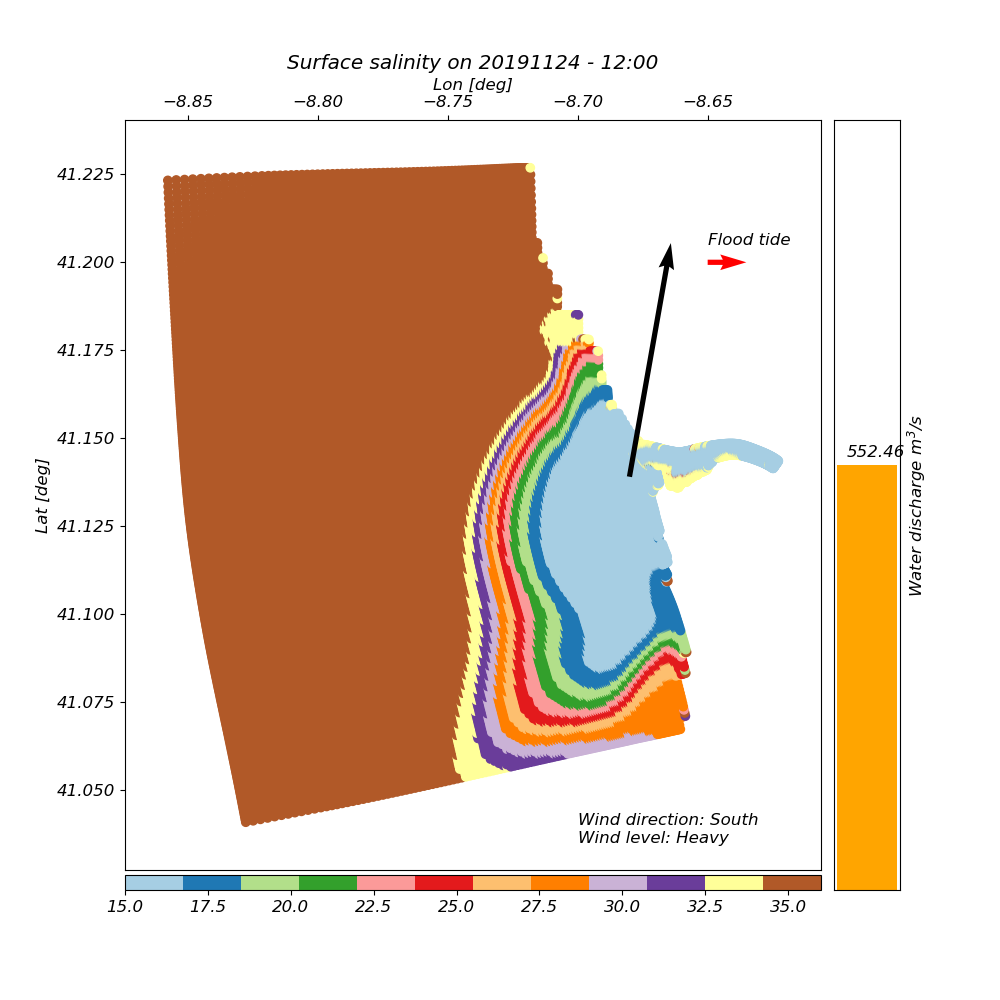 Surface salinity on 20191124 - 12:00
Lon [deg]
−8.85 −8.80 −8.75 −8.70 −8.65
41.225
41.200
41.175
41.150
41.125
41.100
41.075
41.050
Lat [deg]
Flood tide
Wind direction: South
Wind level: Heavy
552.46
Water discharge m³/s
15.0 17.5 20.0 22.5 25.0 27.5 30.0 32.5 35.0